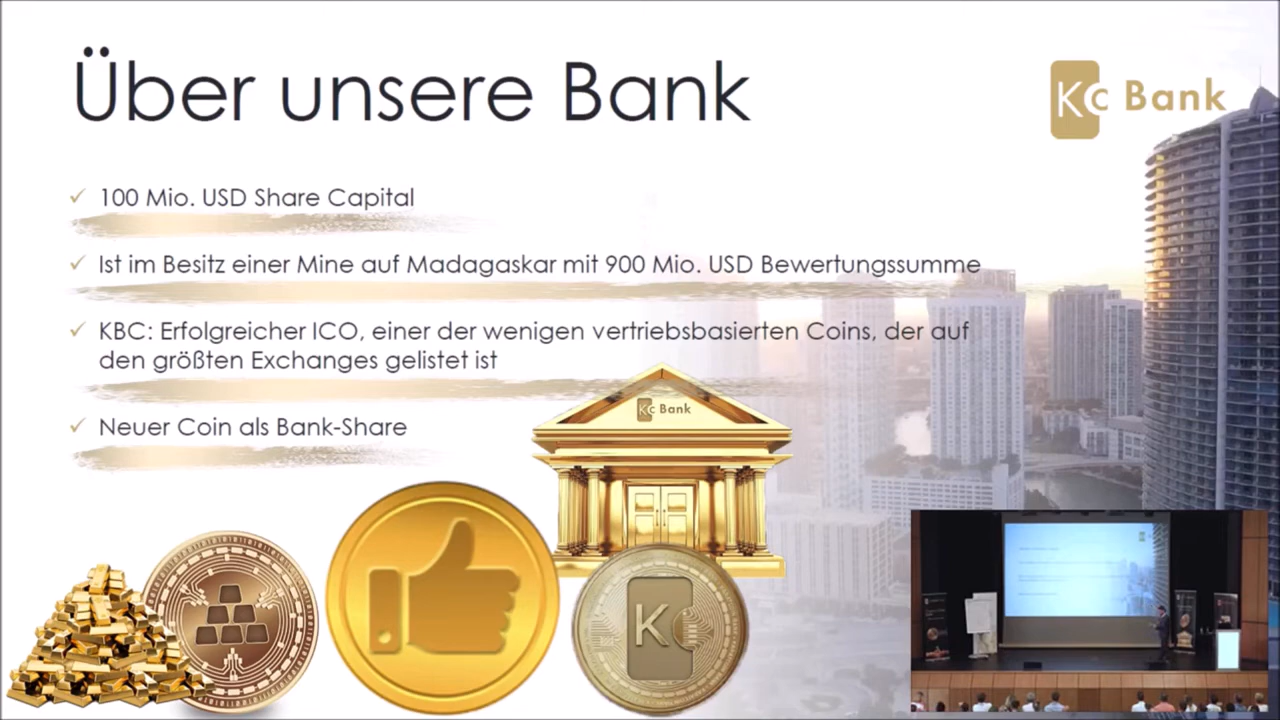 Über unsere Bank
Kc Bank
100 Mio. USD Share Capital
Ist im Besitz einer Mine auf Madagaskar mit 900 Mio. USD Bewertungssumme
KBC: Erfolgreicher ICO, einer der wenigen vertriebsbasierten Coins, der auf
den größten Exchanges gelistet ist
Neuer Coin als Bank-Share
Kc Bank
Kc